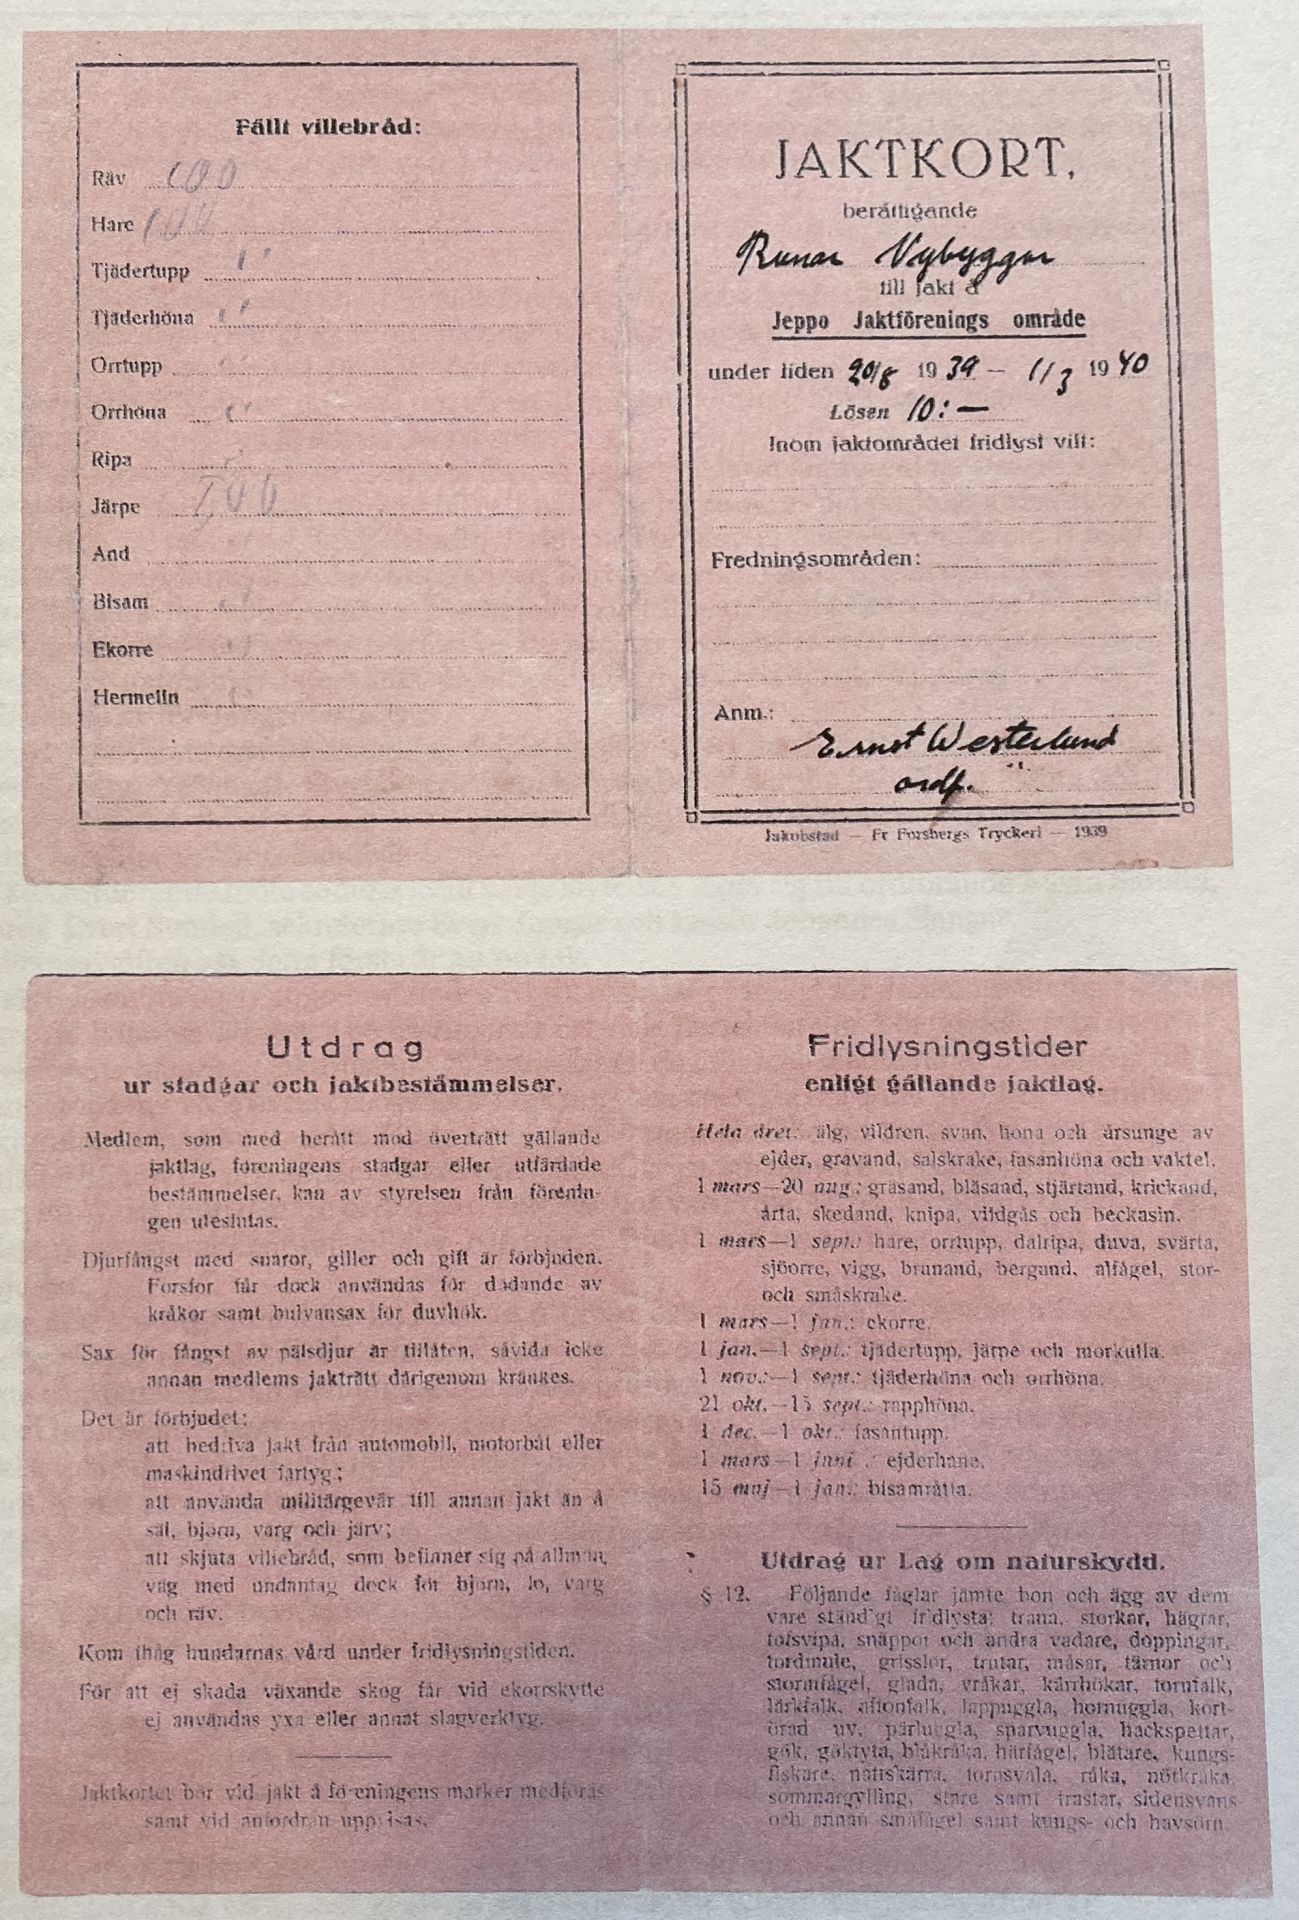 Fällt villebråd:
Räv 100
Hare 100
Tjädertupp "
Tjäderhöna "
Orrtupp "
Orrhöna "
Ripa
Järpe
And
Bisam "
Ekorre "
Hermelin "
JAKTKORT,
berättigande
Runar Nybyggar
till jakt å
Jeppo Jaktförenings område
under tiden 20/8 1939 — 1/3 1940
Lösen 10:—
Inom jaktområdet fridlyst vilt:
Fredningsområden:
Anm.:
Ernst Westerlund
ordf.
Jakobstad — Fr Forsbergs Tryckeri — 1939
Utdrag
ur stadgar och jaktbestämmelser.
Medlem, som med berått mod överträtt gällande
jaktlag, föreningens stadgar eller utfärdade
bestämmelser, kan av styrelsen från förenin-
gen uteslutas.
Djurfångst med snaror, giller och gift är förbjuden.
Forsfor får dock användas för dödande av
kråkor samt bulvansax för duvhök.
Sax för fångst av pälsdjur är tillåten, såvida icke
annan medlems jakträtt därigenom kränkes.
Det är förbjudet:
att bedriva jakt från automobil, motorbåt eller
maskindrivet fartyg;
att använda militärgevär till annan jakt än å
säl, björn, varg och järv;
att skjuta villebråd, som befinner sig på allmän
väg med undantag dock för björn, lo, varg
och räv.
Kom ihåg hundarnas vård under fridlysningstiden.
För att ej skada växande skog får vid ekorrskytte
ej användas yxa eller annat slagverktyg.
Jaktkortet bör vid jakt å föreningens marker medföras
samt vid anfordran uppvisas.
Fridlysningstider
enligt gällande jaktlag.
Hela året: älg, vildren, svan, höna och årsunge av
ejder, gravand, salskrake, fasanhöna och vaktel.
1 mars—20 aug.: gräsand, bläsand, stjärtand, krickand,
årta, skedand, knipa, vildgås och beckasin.
1 mars—1 sept.: hare, orrtupp, dalripa, duva, svärta,
sjöorre, vigg, brunand, bergand, alfågel, stor-
och småskrake.
1 mars—1 jan.: ekorre.
1 jan.—1 sept.: tjädertupp, järpe och morkulla.
1 nov.:—1 sept.: tjäderhöna och orrhöna.
21 okt.—15 sept.: rapphöna.
1 dec.—1 okt.: fasantupp.
1 mars—1 juni .: ejderhane.
15 maj—1 jan.: bisamråtta.
Utdrag ur Lag om naturskydd.
§ 12. Följande fåglar jämte bon och ägg av dem
vare ständigt fridlysta: trana, storkar, hägrar,
tofsvipa, snäppor och andra vadare, doppingar,
tordmule, grisslor, trutar, måsar, tärnor och
stormfågel, glada, vråkar, kärrhökar, tornfalk,
lärkfalk, aftonfalk, lappuggla, hornuggla, kort-
örad uv, pärluggla, sparvuggla, hackspettar,
gök, göktyta, blåkråka, härfågel, biätare, kungs-
fiskare, nattskärra, tornsvala, råka, nötkråka,
sommargylling, stare samt trastar, sidensvans
och annan småfågel samt kungs- och havsörn.